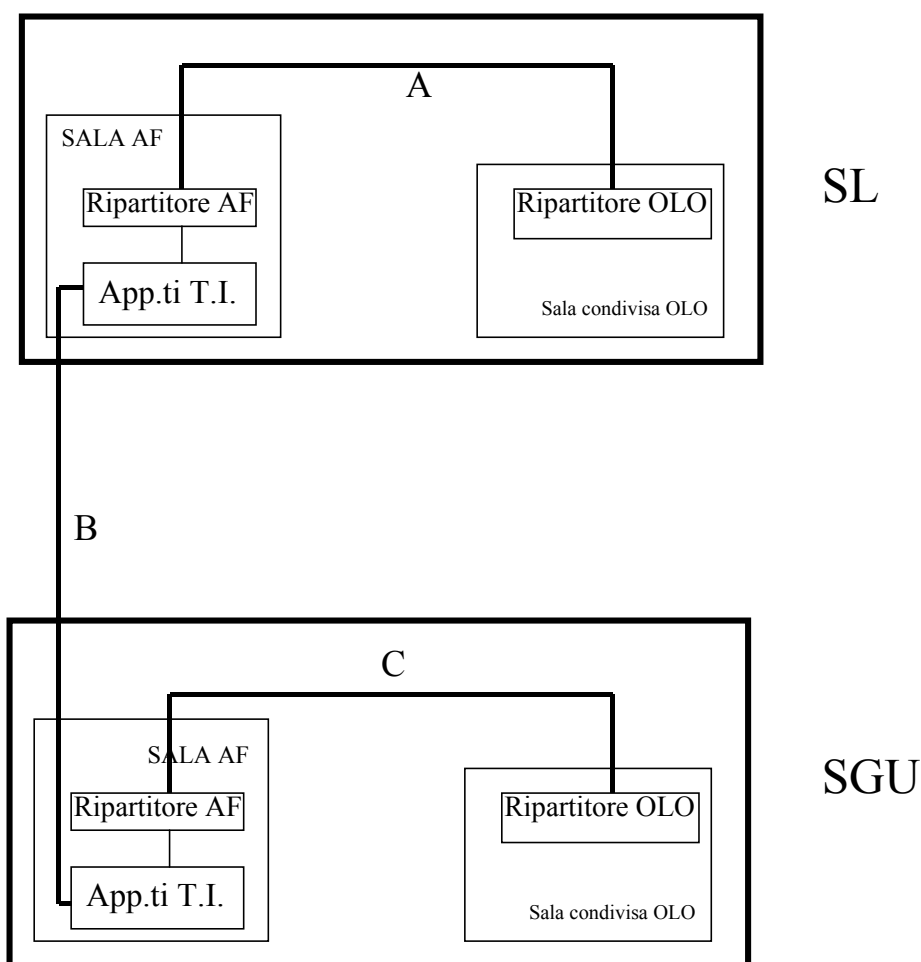 A
SALA AF
SL
Ripartitore AF
Ripartitore OLO
App.ti T.I.
Sala condivisa OLO
B
C
SALA AF
SGU
Ripartitore AF
Ripartitore OLO
App.ti T.I.
Sala condivisa OLO